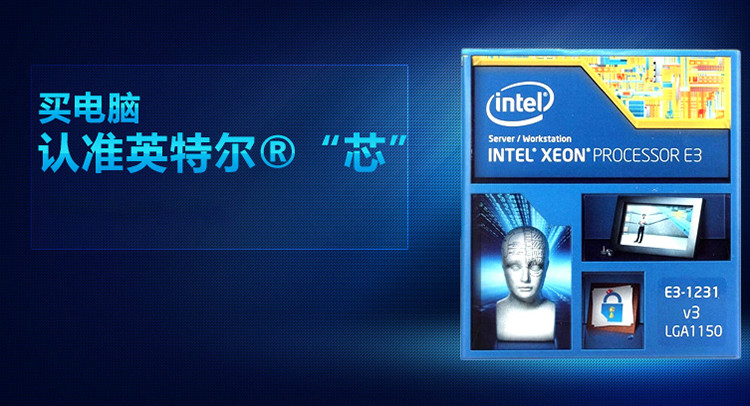 买电脑
认准英特尔® “芯”
intel
Server / Workstation
INTEL® XEON® PROCESSOR E3
E3-1231
v3
LGA1150